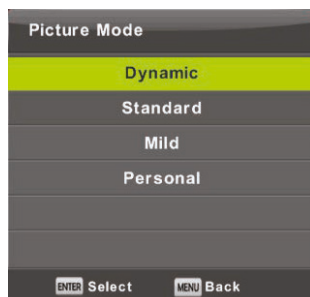 Picture Mode
Dynamic
Standard
Mild
Personal
ENTER Select MENU Back